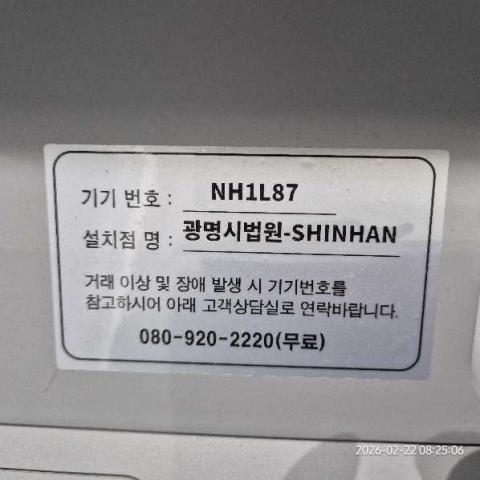 기기 번호 : NH1L87
설치점 명 : 광명시법원-SHINHAN
거래 이상 및 장애 발생 시 기기번호를
참고하시어 아래 고객상담실로 연락바랍니다.
080-920-2220(무료)
2026-02-22 08:25:06